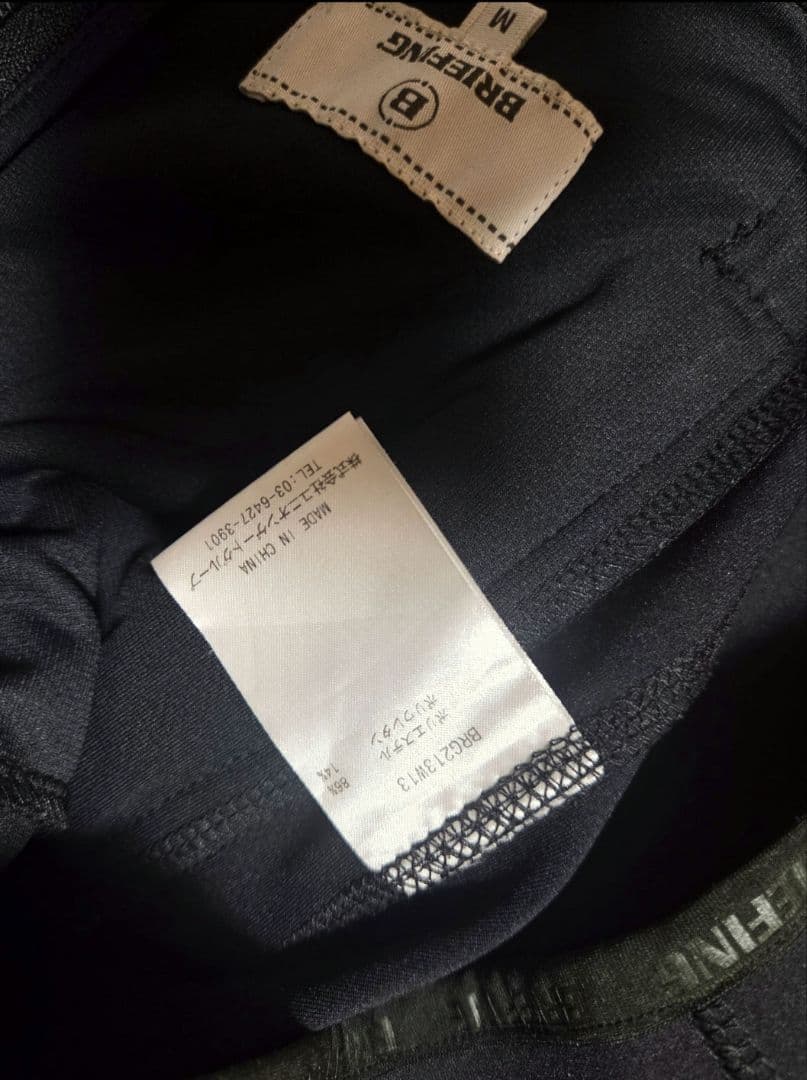 M
BRIEFING
B
BRG213W13
ポリエステル 86%
ポリウレタン 14%
MADE IN CHINA
株式会社ユニオンゲートグループ
TEL:03-6427-3901
EFING